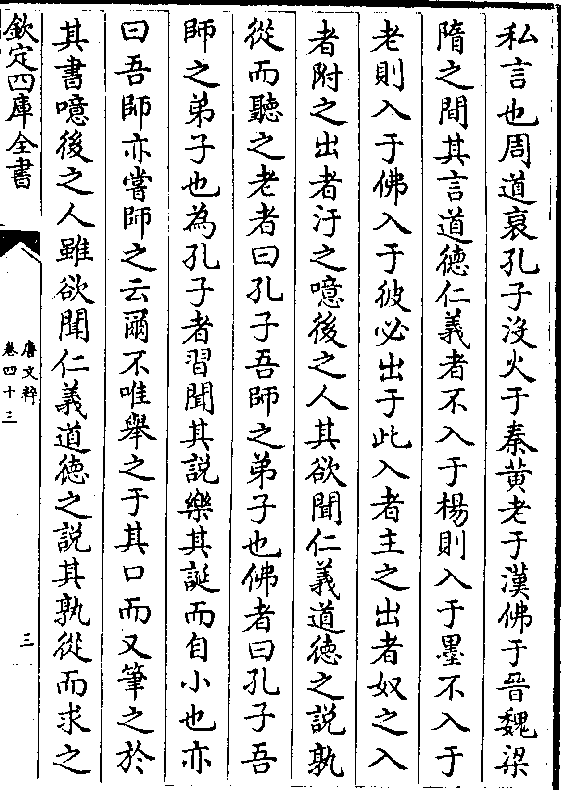 私言也周道衰孔子沒火于秦黃老于漢佛于晉魏梁
隋之間其言道德仁義者不入于楊則入于墨不入于
老則入于佛入于彼必出于此入者主之出者奴之入
者附之出者汙之噫後之人其欲聞仁義道德之說孰
從而聽之老者曰孔子吾師之弟子也佛者曰孔子吾
師之弟子也為孔子者習聞其說樂其誕而自小也亦
曰吾師亦嘗師之云爾不唯舉之于其口而又筆之於
其書噫後之人雖欲聞仁義道德之說其孰從而求之
欽定四庫全書
唐文粹
卷四十三
三